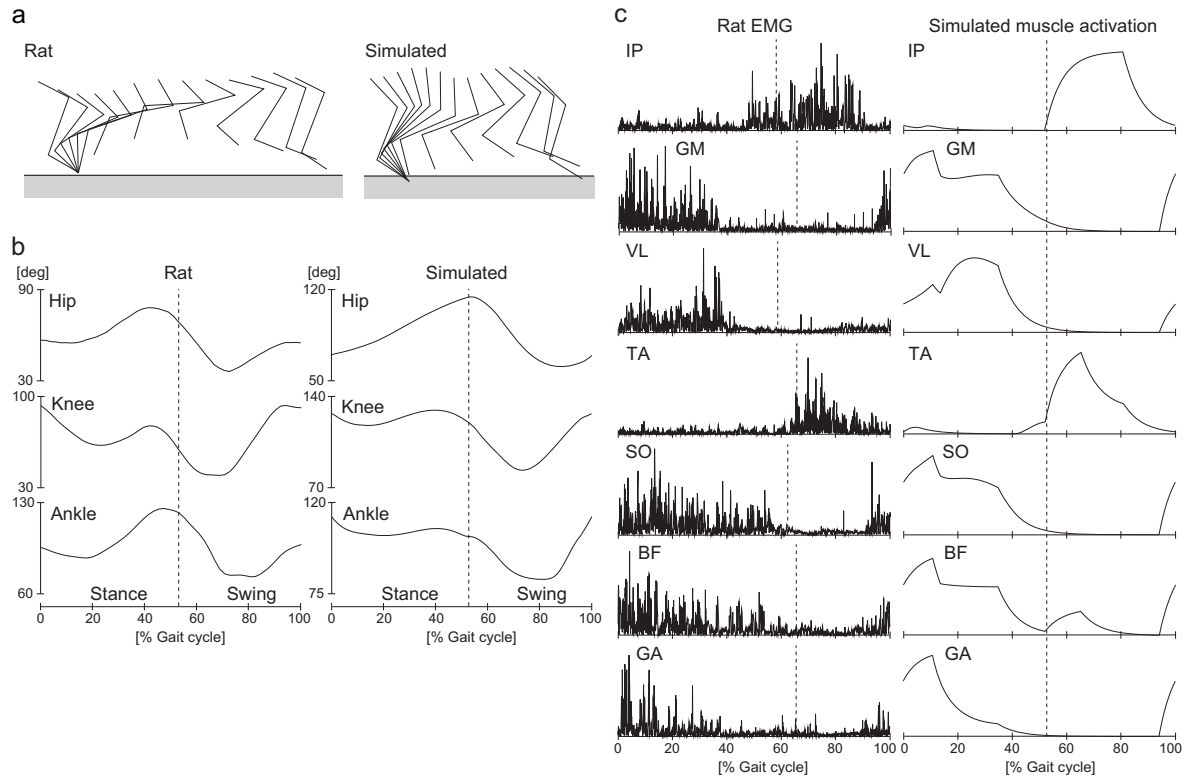 a
Rat
Simulated
b
[deg]
Rat
[deg]
Simulated
90
Hip
30
120
Hip
50
100
Knee
30
140
Knee
70
130
Ankle
60
120
Ankle
75
Stance
Swing
Stance
Swing
0 20 40 60 80 100
0 20 40 60 80 100
[% Gait cycle]
[% Gait cycle]
c
Rat EMG
Simulated muscle activation
IP
IP
GM
GM
VL
VL
TA
TA
SO
SO
BF
BF
GA
GA
0 20 40 60 80 100
0 20 40 60 80 100
[% Gait cycle]
[% Gait cycle]